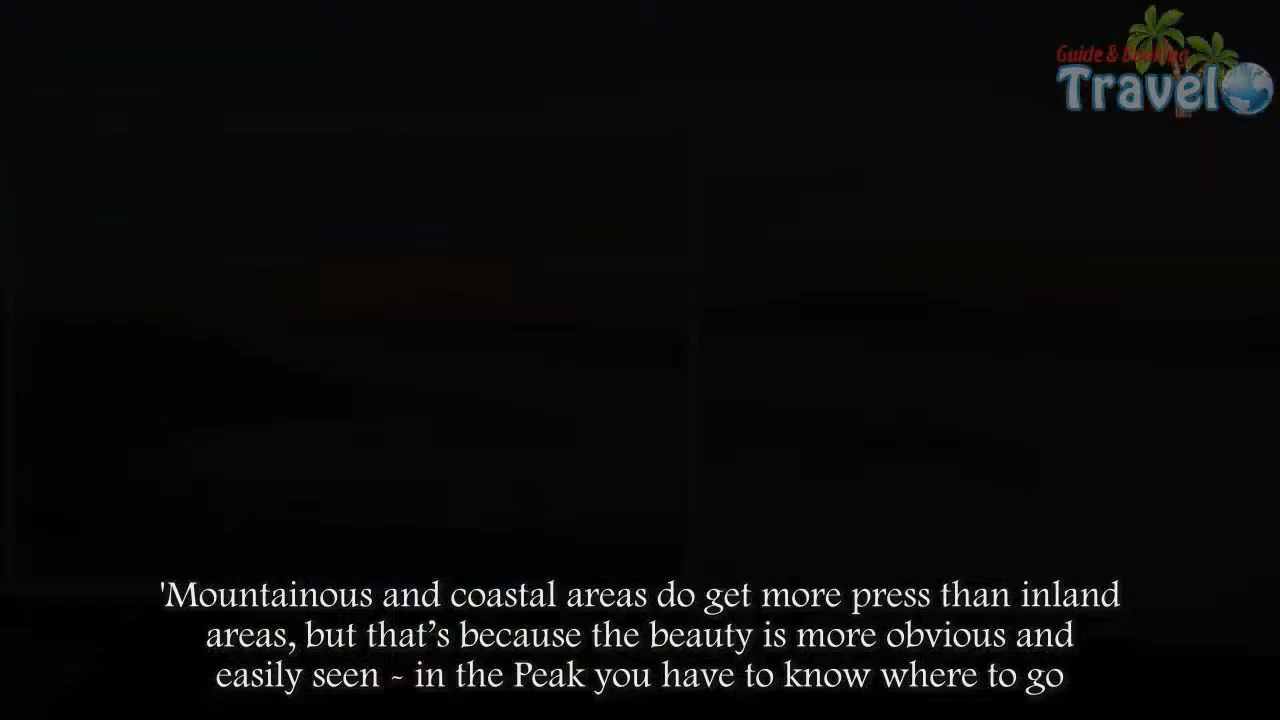 Guide & Booking
Travel
'Mountainous and coastal areas do get more press than inland
areas, but that’s because the beauty is more obvious and
easily seen - in the Peak you have to know where to go